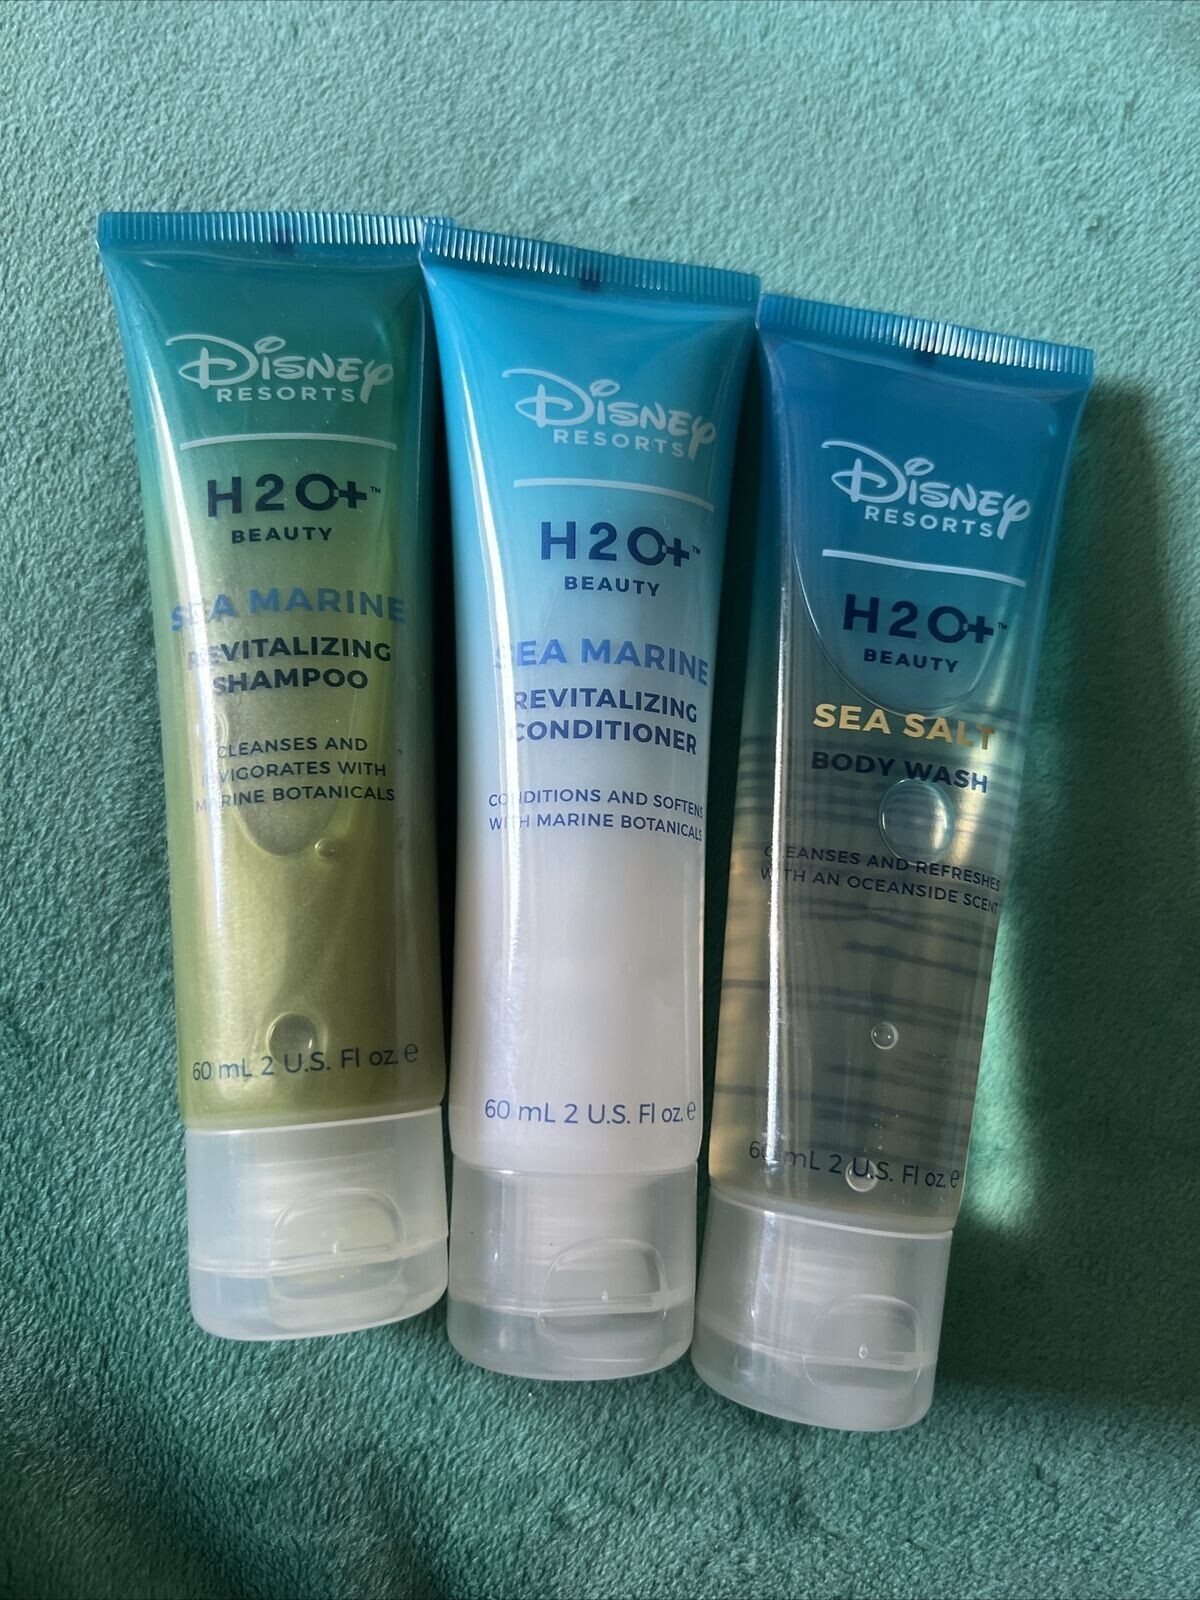 Disney
RESORTS
H2O+™
BEAUTY
SEA MARINE
REVITALIZING
SHAMPOO
CLEANSES AND
INVIGORATES WITH
MARINE BOTANICALS
60 mL 2 U.S. Fl oz. e
Disney
RESORTS
H2O+™
BEAUTY
SEA MARINE
REVITALIZING
CONDITIONER
CONDITIONS AND SOFTENS
WITH MARINE BOTANICALS
60 mL 2 U.S. Fl oz. e
Disney
RESORTS
H2O+™
BEAUTY
SEA SALT
BODY WASH
CLEANSES AND REFRESHES
WITH AN OCEANSIDE SCENT
60 mL 2 U.S. Fl oz. e